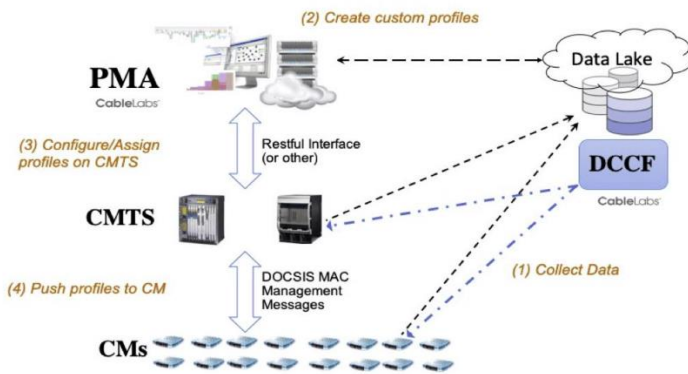 (2) Create custom profiles
Data Lake
PMA
CableLabs
(3) Configure/Assign
profiles on CMTS
Restful Interface
(or other)
DCCF
CableLabs
CMTS
(1) Collect Data
(4) Push profiles to CM
DOCSIS MAC
Management
Messages
CMs